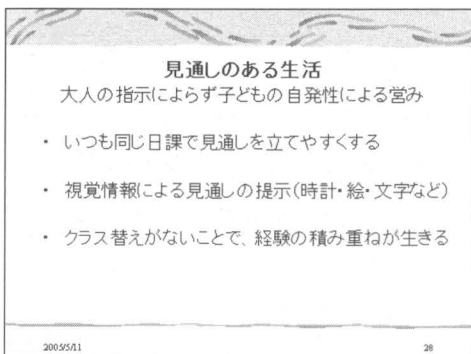 見通しのある生活
大人の指示によらず子どもの自発性による営み
・ いつも同じ日課で見通しを立てやすくする
・ 視覚情報による見通しの提示(時計・絵・文字など)
・ クラス替えがないことで、経験の積み重ねが生きる
2005/5/11
28